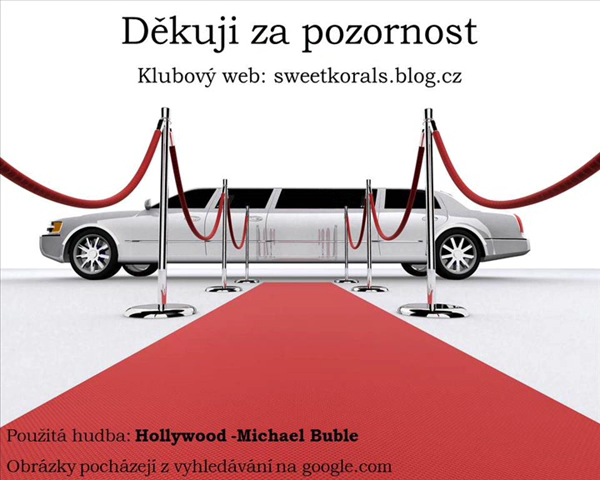 Děkuji za pozornost
Klubový web: sweetkorals.blog.cz
Použitá hudba: Hollywood -Michael Buble
Obrázky pocházejí z vyhledávání na google.com